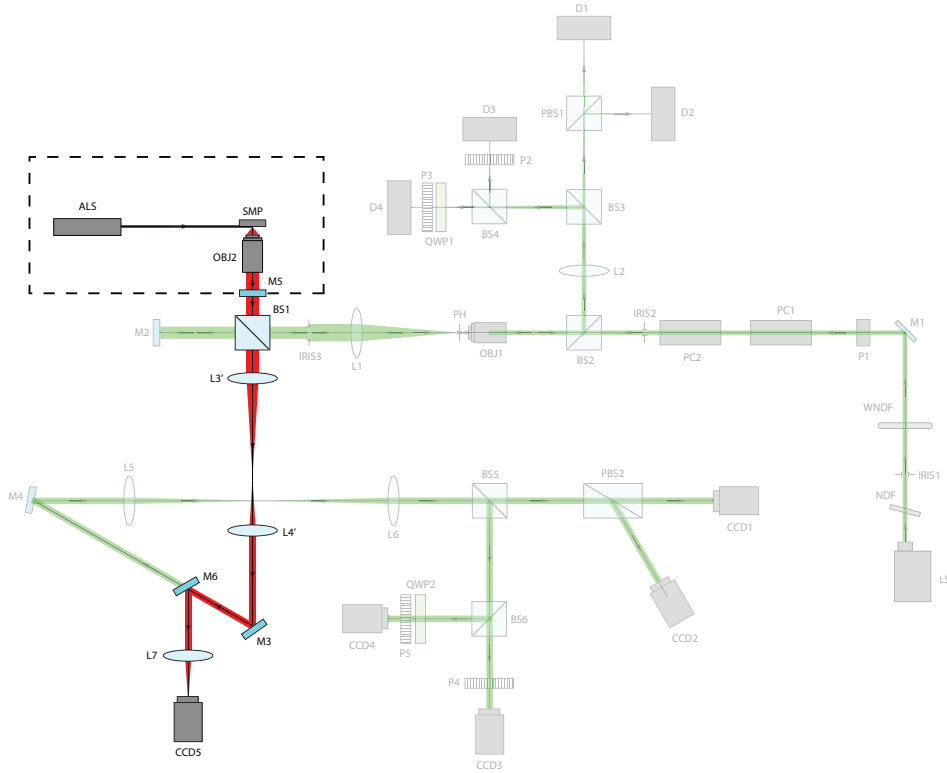 D1
PBS1
D2
D3
P2
P3
D4
QWP1
BS4
BS3
ALS
SMP
OBJ2
M5
L2
BS1
M2
IRIS3
L1
PH
OBJ1
BS2
IRIS2
PC2
PC1
P1
M1
L3'
WNDF
IRIS1
NDF
LS
M4
L5
L4'
L6
BS5
PBS2
CCD1
M6
M3
QWP2
CCD4
P5
BS6
CCD2
L7
P4
CCD5
CCD3